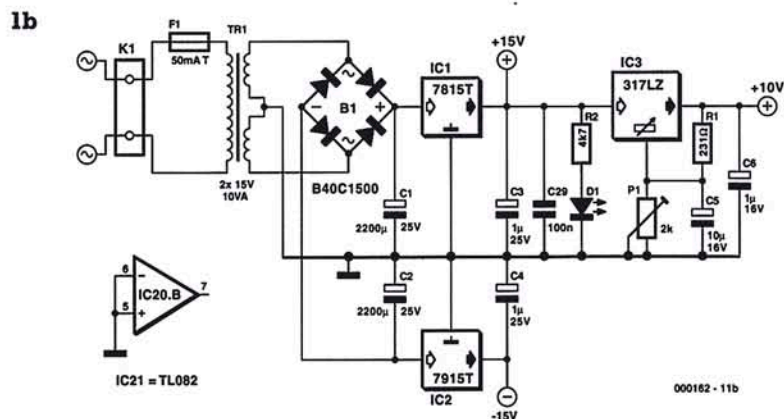 1b
K1
F1
50mA T
TR1
2x 15V
10VA
B1
B40C1500
IC1
7815T
+15V
IC3
317LZ
+10V
R2
4k7
R1
231Ω
C1
2200µ
25V
C3
1µ
25V
C29
100n
D1
P1
2k
C5
10µ
16V
C6
1µ
16V
C2
2200µ
25V
C4
1µ
25V
7915T
IC2
-15V
6
5
7
IC20.B
IC21 = TL082
000162 - 11b